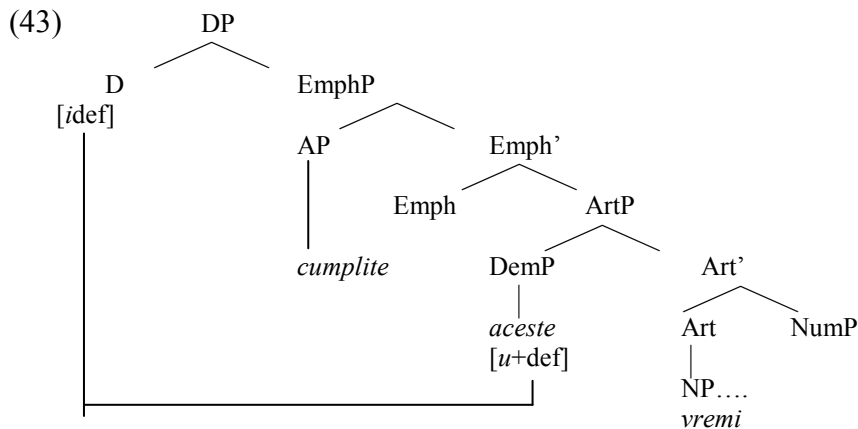 (43)
DP
D EmphP
[idef]
AP Emph’
Emph ArtP
cumplite DemP Art’
aceste Art NumP
[u+def]
NP….
vremi